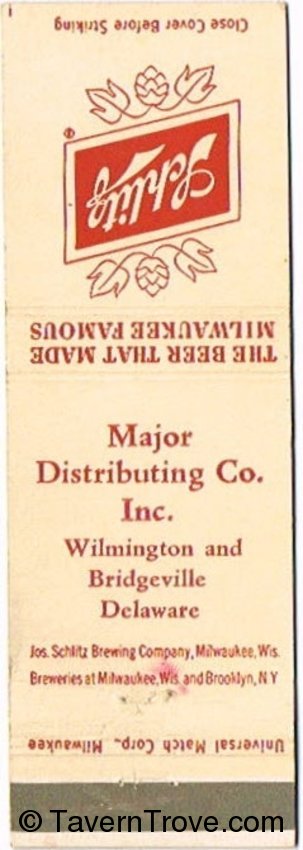 Close Cover Before Striking
Schlitz
®
THE BEER THAT MADE
MILWAUKEE FAMOUS
Major
Distributing Co.
Inc.
Wilmington and
Bridgeville
Delaware
Jos. Schlitz Brewing Company, Milwaukee, Wis.
Breweries at Milwaukee, Wis. and Brooklyn, N Y
Universal Match Corp., Milwaukee
© TavernTrove.com